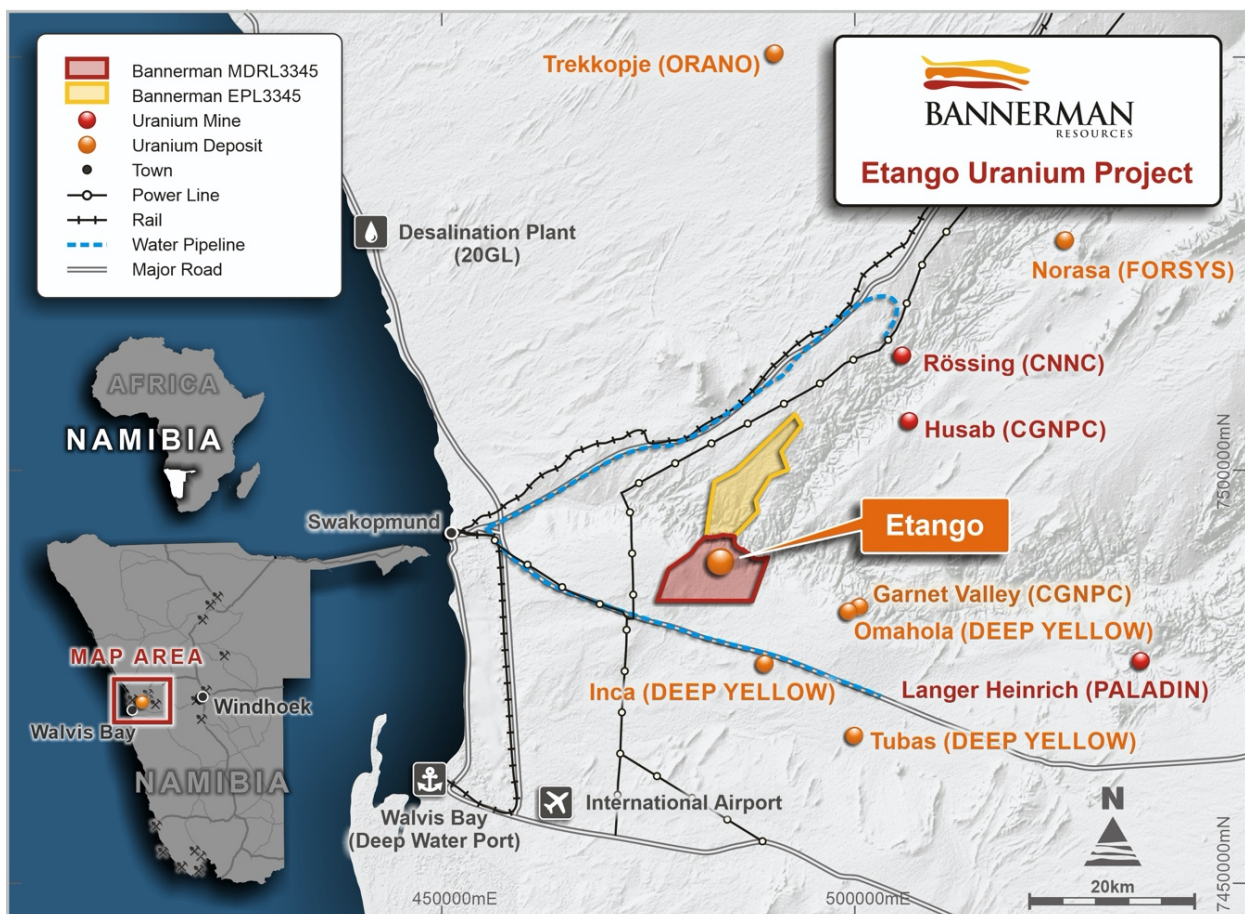 Bannerman MDRL3345
Bannerman EPL3345
Uranium Mine
Uranium Deposit
Town
Power Line
Rail
Water Pipeline
Major Road
Trekkopje (ORANO)
BANNERMAN
RESOURCES
Etango Uranium Project
Desalination Plant
(20GL)
Norasa (FORSYS)
Rössing (CNNC)
Husab (CGNPC)
AFRICA
NAMIBIA
7500000mN
Swakopmund
Etango
Garnet Valley (CGNPC)
Omahola (DEEP YELLOW)
MAP AREA
Inca (DEEP YELLOW)
Langer Heinrich (PALADIN)
Windhoek
Walvis Bay
Tubas (DEEP YELLOW)
NAMIBIA
International Airport
Walvis Bay
(Deep Water Port)
N
20km
450000mE
500000mE
7450000mN